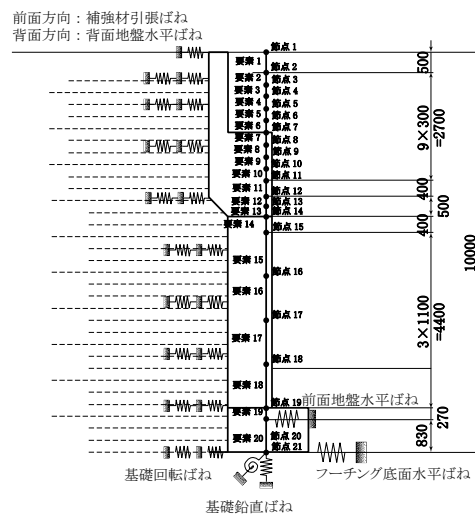 前面方向：補強材引張ばね
背面方向：背面地盤水平ばね
節点 1
要素 1
500
節点 2
要素 2
節点 3
要素 3
節点 4
要素 4
節点 5
要素 5
節点 6
要素 6
節点 7
要素 7
節点 8
要素 8
節点 9
要素 9
節点 10
要素 10
節点 11
9×300
=2700
要素 11
節点 12
400
要素 12
節点 13
要素 13
節点 14
500
要素 14
節点 15
400
10000
要素 15
節点 16
要素 16
節点 17
3×1100
=4400
要素 17
節点 18
要素 18
節点 19
前面地盤水平ばね
要素 19
270
節点 20
要素 20
830
節点 21
基礎回転ばね
フーチング底面水平ばね
基礎鉛直ばね